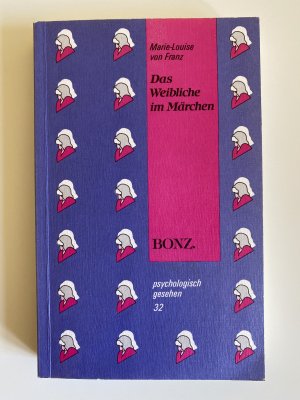 Marie-Louise
von Franz
Das
Weibliche
im Märchen
BONZ.
psychologisch
gesehen
32